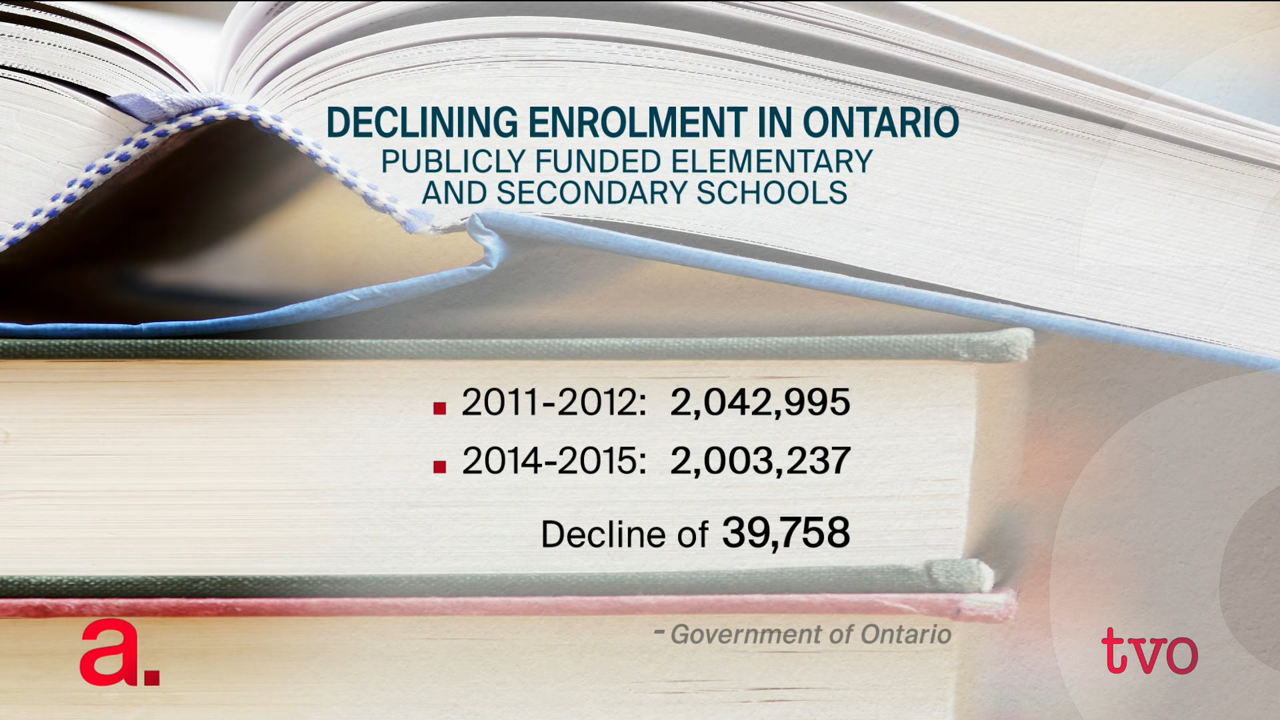 DECLINING ENROLMENT IN ONTARIO
PUBLICLY FUNDED ELEMENTARY
AND SECONDARY SCHOOLS
2011-2012: 2,042,995
2014-2015: 2,003,237
Decline of 39,758
- Government of Ontario
a.
tvo